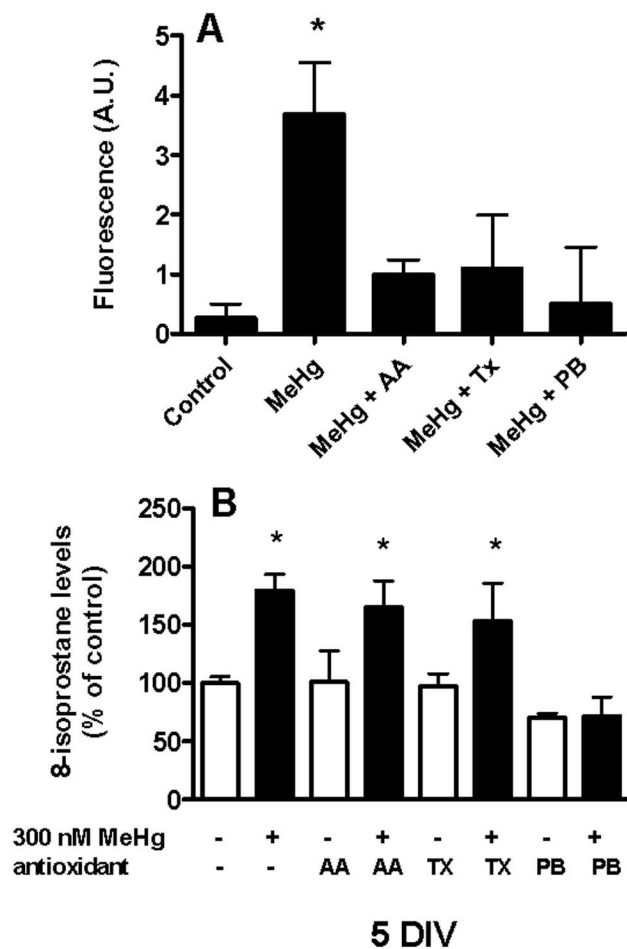 A
*
Fluorescence (A.U.)
5
4
3
2
1
0
Control
MeHg
MeHg + AA
MeHg + Tx
MeHg + PB
B
* * *
8-isoprostane levels
(% of control)
250
200
150
100
50
0
300 nM MeHg - + - + - + - +
antioxidant - - AA AA TX TX PB PB
5 DIV